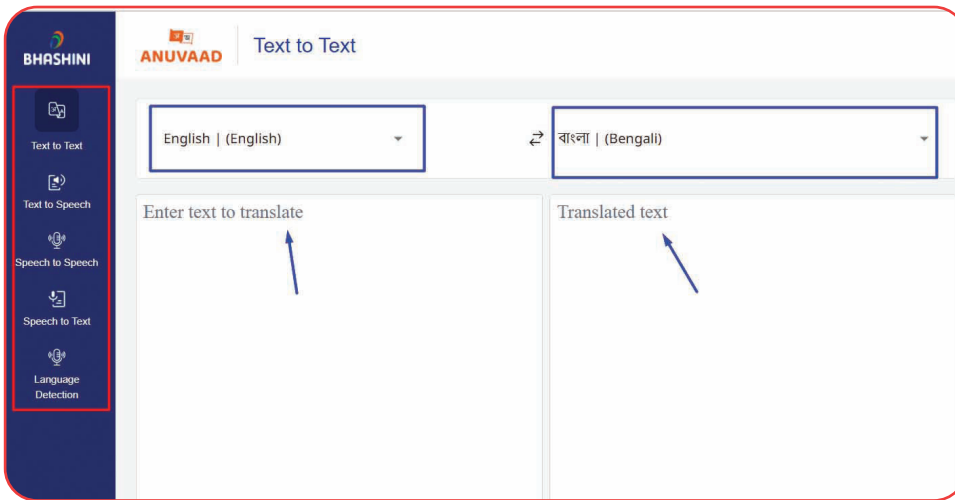 BHASHINI
Text to Text
Text to Speech
Speech to Speech
Speech to Text
Language
Detection
ANUVAAD
Text to Text
English | (English)
বাংলা | (Bengali)
Enter text to translate
Translated text